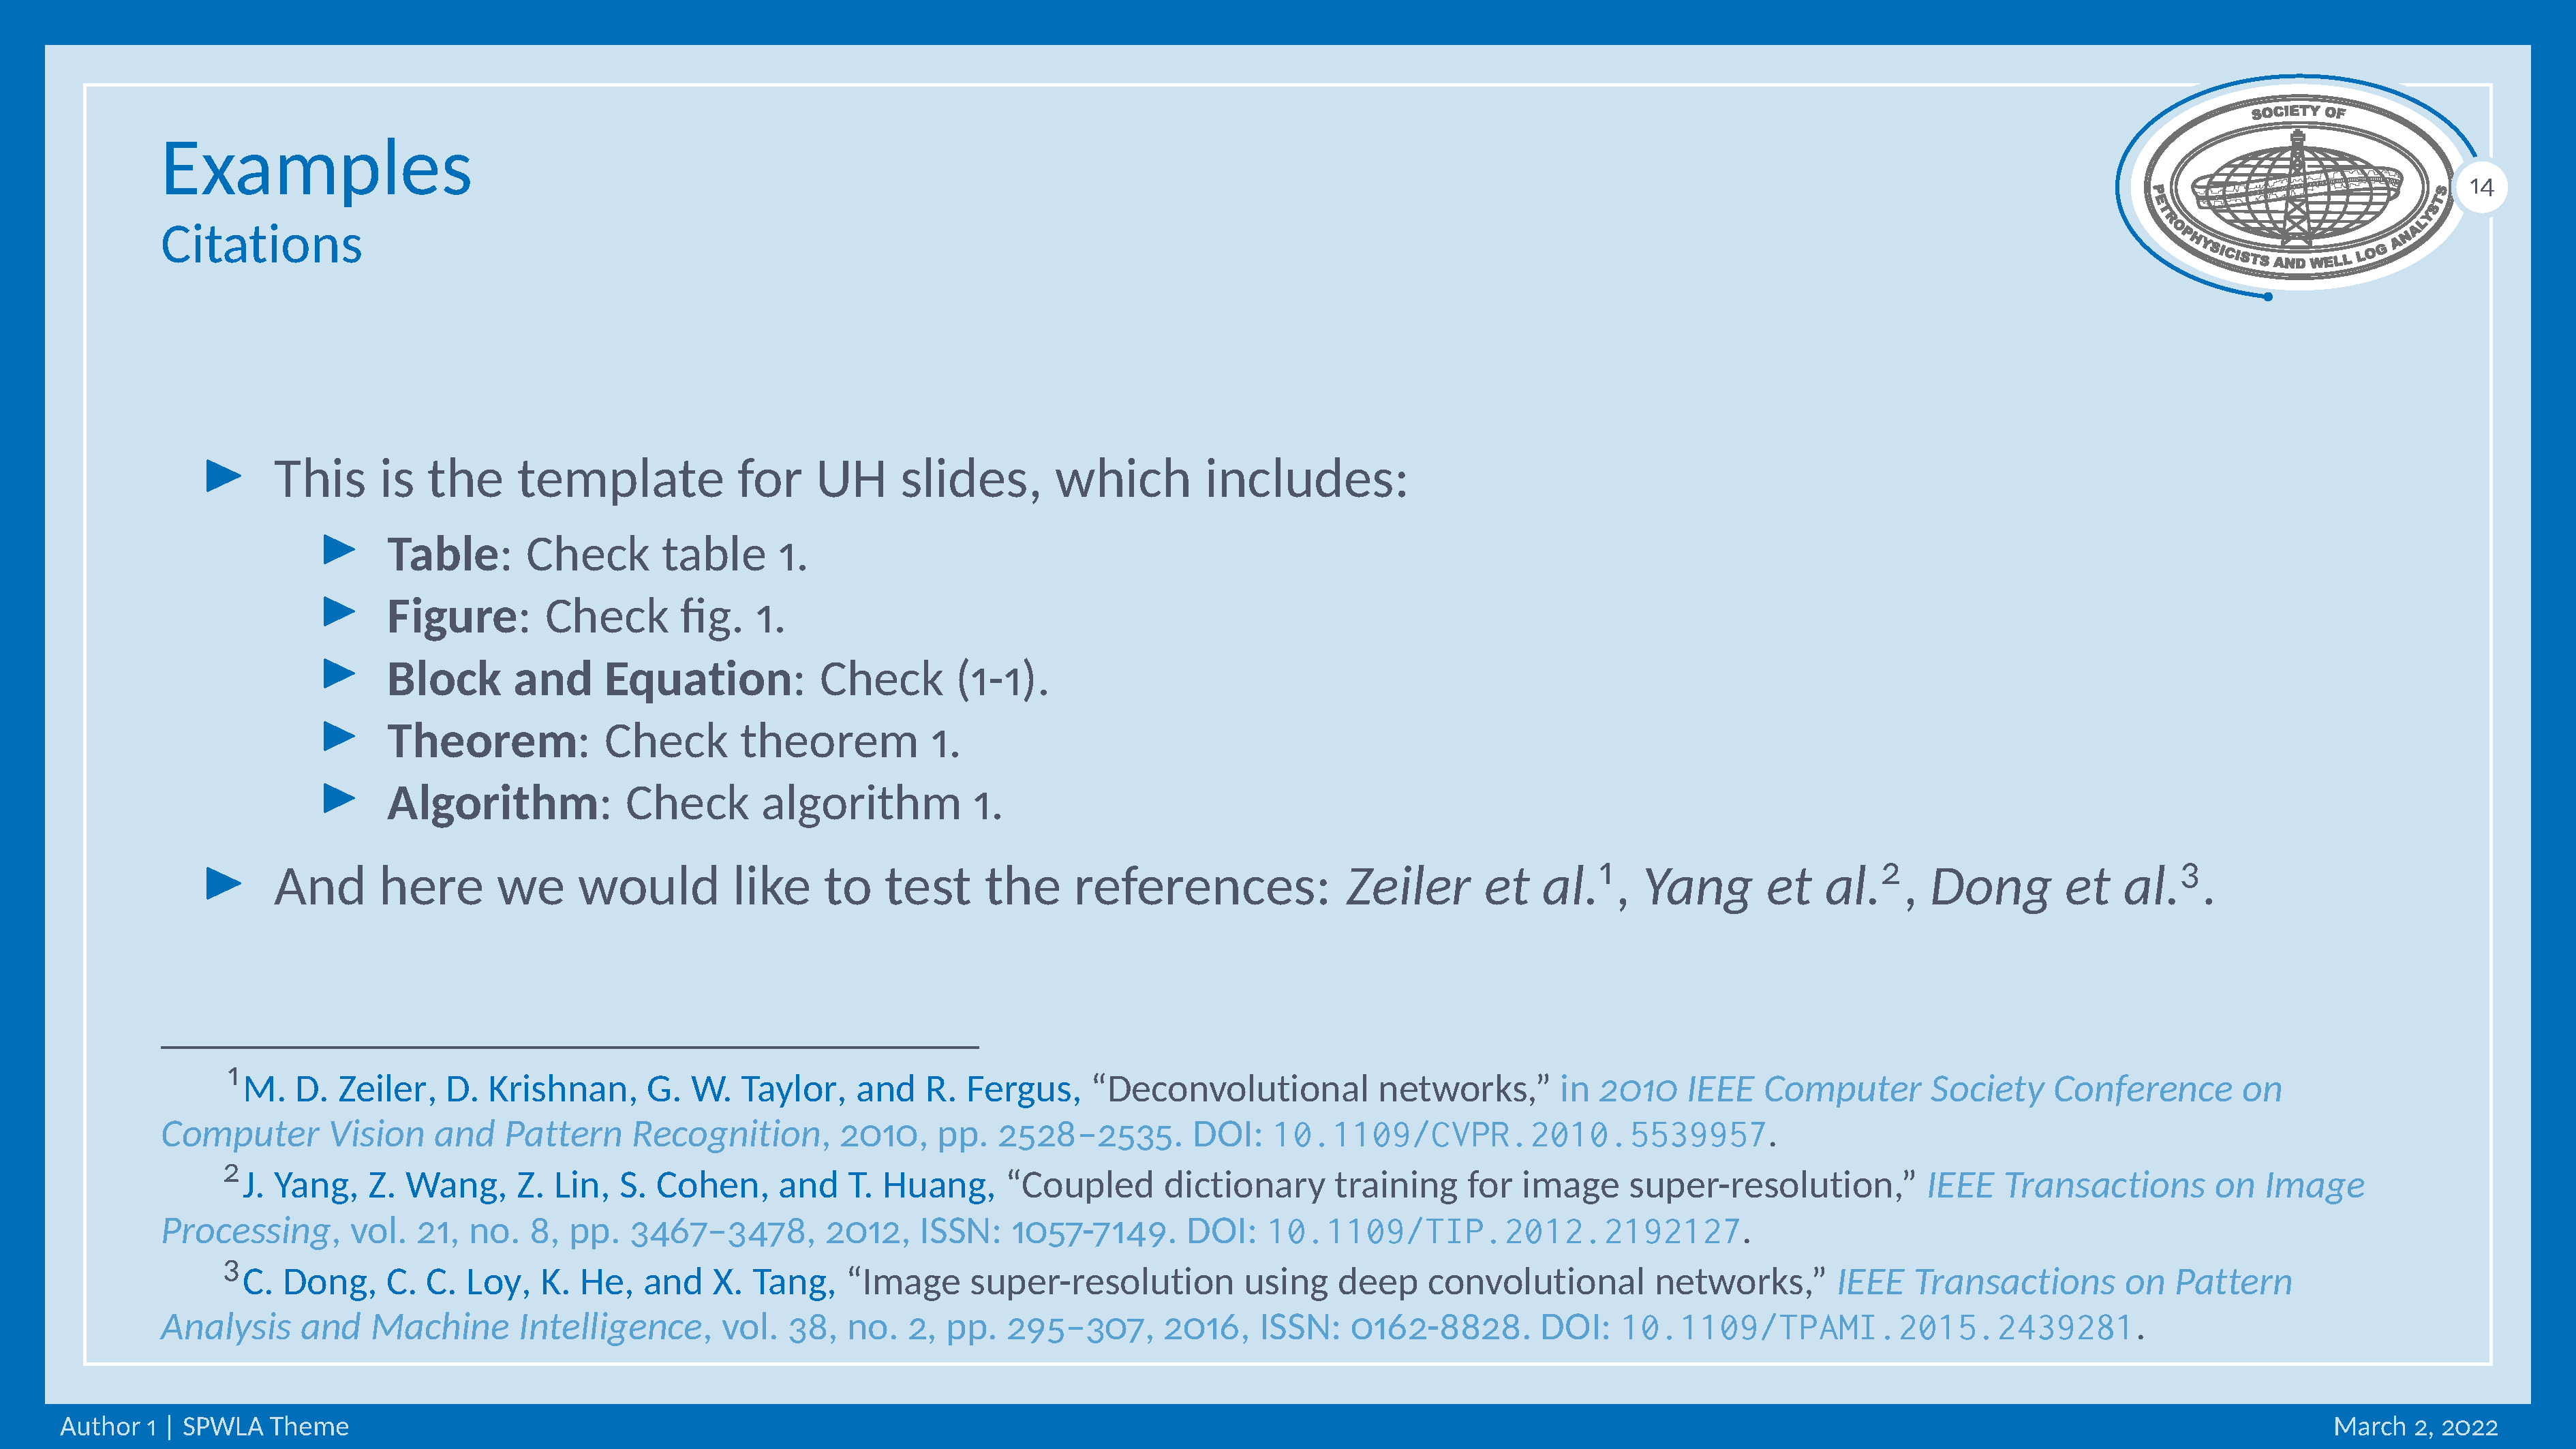 Examples
Citations
SOCIETY OF
PETROPHYSICISTS AND WELL LOG ANALYSTS
14
► This is the template for UH slides, which includes:
► Table: Check table 1.
► Figure: Check fig. 1.
► Block and Equation: Check (1-1).
► Theorem: Check theorem 1.
► Algorithm: Check algorithm 1.
► And here we would like to test the references: Zeiler et al.¹, Yang et al.², Dong et al.³.
¹M. D. Zeiler, D. Krishnan, G. W. Taylor, and R. Fergus, “Deconvolutional networks,” in 2010 IEEE Computer Society Conference on
Computer Vision and Pattern Recognition, 2010, pp. 2528–2535. DOI: 10.1109/CVPR.2010.5539957.
²J. Yang, Z. Wang, Z. Lin, S. Cohen, and T. Huang, “Coupled dictionary training for image super-resolution,” IEEE Transactions on Image
Processing, vol. 21, no. 8, pp. 3467–3478, 2012, ISSN: 1057-7149. DOI: 10.1109/TIP.2012.2192127.
³C. Dong, C. C. Loy, K. He, and X. Tang, “Image super-resolution using deep convolutional networks,” IEEE Transactions on Pattern
Analysis and Machine Intelligence, vol. 38, no. 2, pp. 295–307, 2016, ISSN: 0162-8828. DOI: 10.1109/TPAMI.2015.2439281.
Author 1 | SPWLA Theme
March 2, 2022